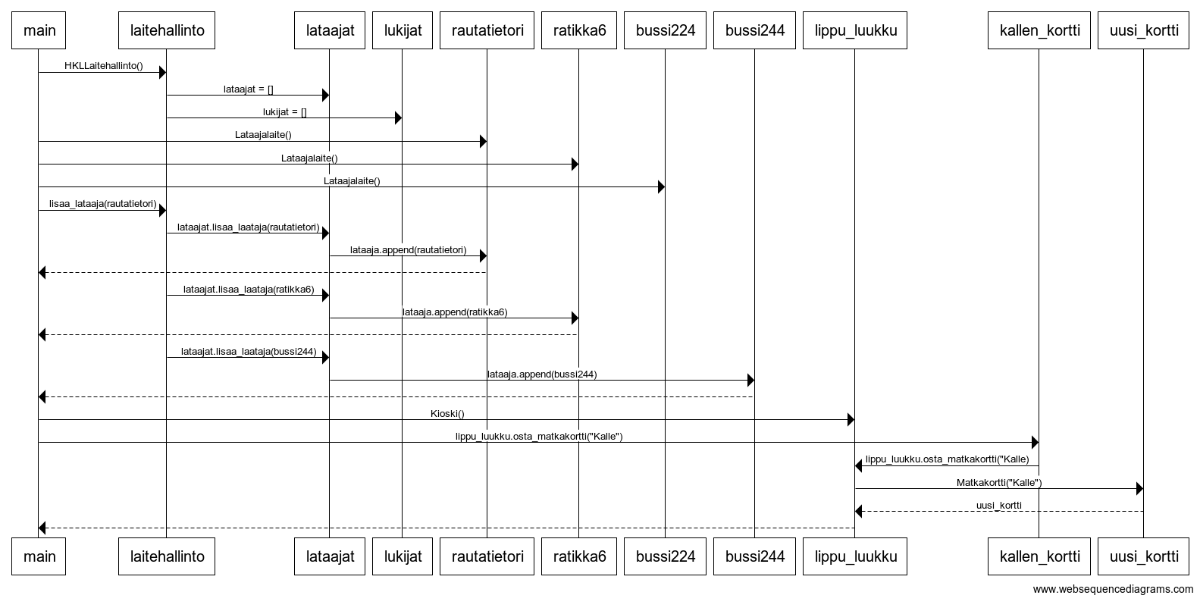 main laitehallinto lataajat lukijat rautatietori ratikka6 bussi224 bussi244 lippu_luukku kallen_kortti uusi_kortti
HKLLaitehallinto()
lataajat = []
lukijat = []
Lataajalaite()
Lataajalaite()
Lataajalaite()
lisaa_lataaja(rautatietori)
lataajat.lisaa_laataja(rautatietori)
lataaja.append(rautatietori)
lataajat.lisaa_laataja(ratikka6)
lataaja.append(ratikka6)
lataajat.lisaa_lataaja(bussi244)
lataaja.append(bussi244)
Kioski()
lippu_luukku.osta_matkakortti("Kalle")
lippu_luukku.osta_matkakortti("Kalle)
Matkakortti("Kalle")
uusi_kortti
main laitehallinto lataajat lukijat rautatietori ratikka6 bussi224 bussi244 lippu_luukku kallen_kortti uusi_kortti
www.websequencediagrams.com